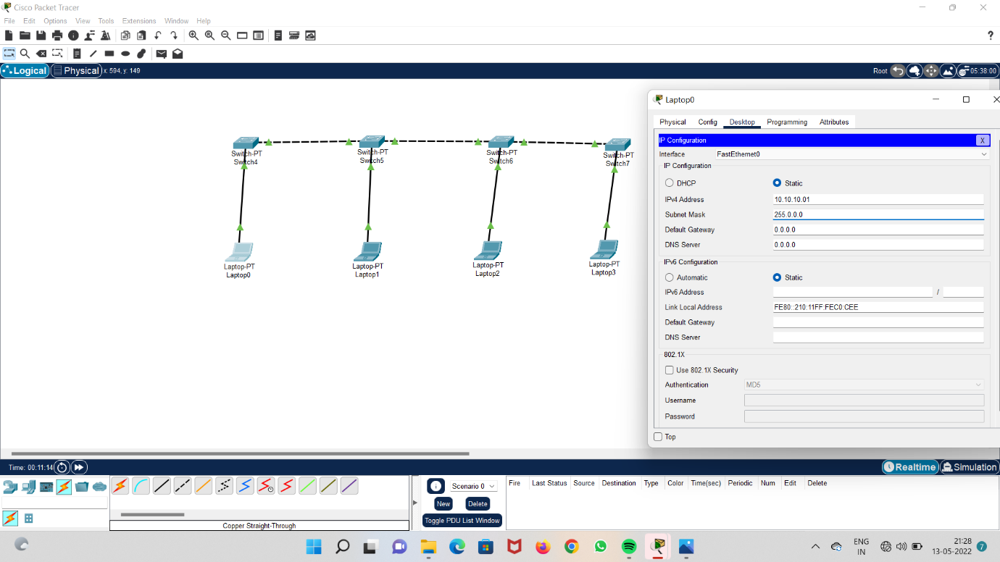 Cisco Packet Tracer
File Edit Options View Tools Extensions Window Help
?
Logical Physical x: 594, y: 149 Root 05:38:00
Switch-PT
Switch4
Switch-PT
Switch5
Switch-PT
Switch6
Switch-PT
Switch7
Laptop-PT
Laptop0
Laptop-PT
Laptop1
Laptop-PT
Laptop2
Laptop-PT
Laptop3
Laptop0
Physical Config Desktop Programming Attributes
IP Configuration X
Interface FastEthernet0
IP Configuration
DHCP Static
IPv4 Address 10.10.10.01
Subnet Mask 255.0.0.0
Default Gateway 0.0.0.0
DNS Server 0.0.0.0
IPv6 Configuration
Automatic Static
IPv6 Address /
Link Local Address FE80::210:11FF:FEC0:CEE
Default Gateway
DNS Server
802.1X
Use 802.1X Security
Authentication MD5
Username
Password
Top
Time: 00:11:14 Realtime Simulation
Scenario 0
New Delete
Toggle PDU List Window
Fire Last Status Source Destination Type Color Time(sec) Periodic Num Edit Delete
Copper Straight-Through
ENG
IN
21:28
13-05-2022
7